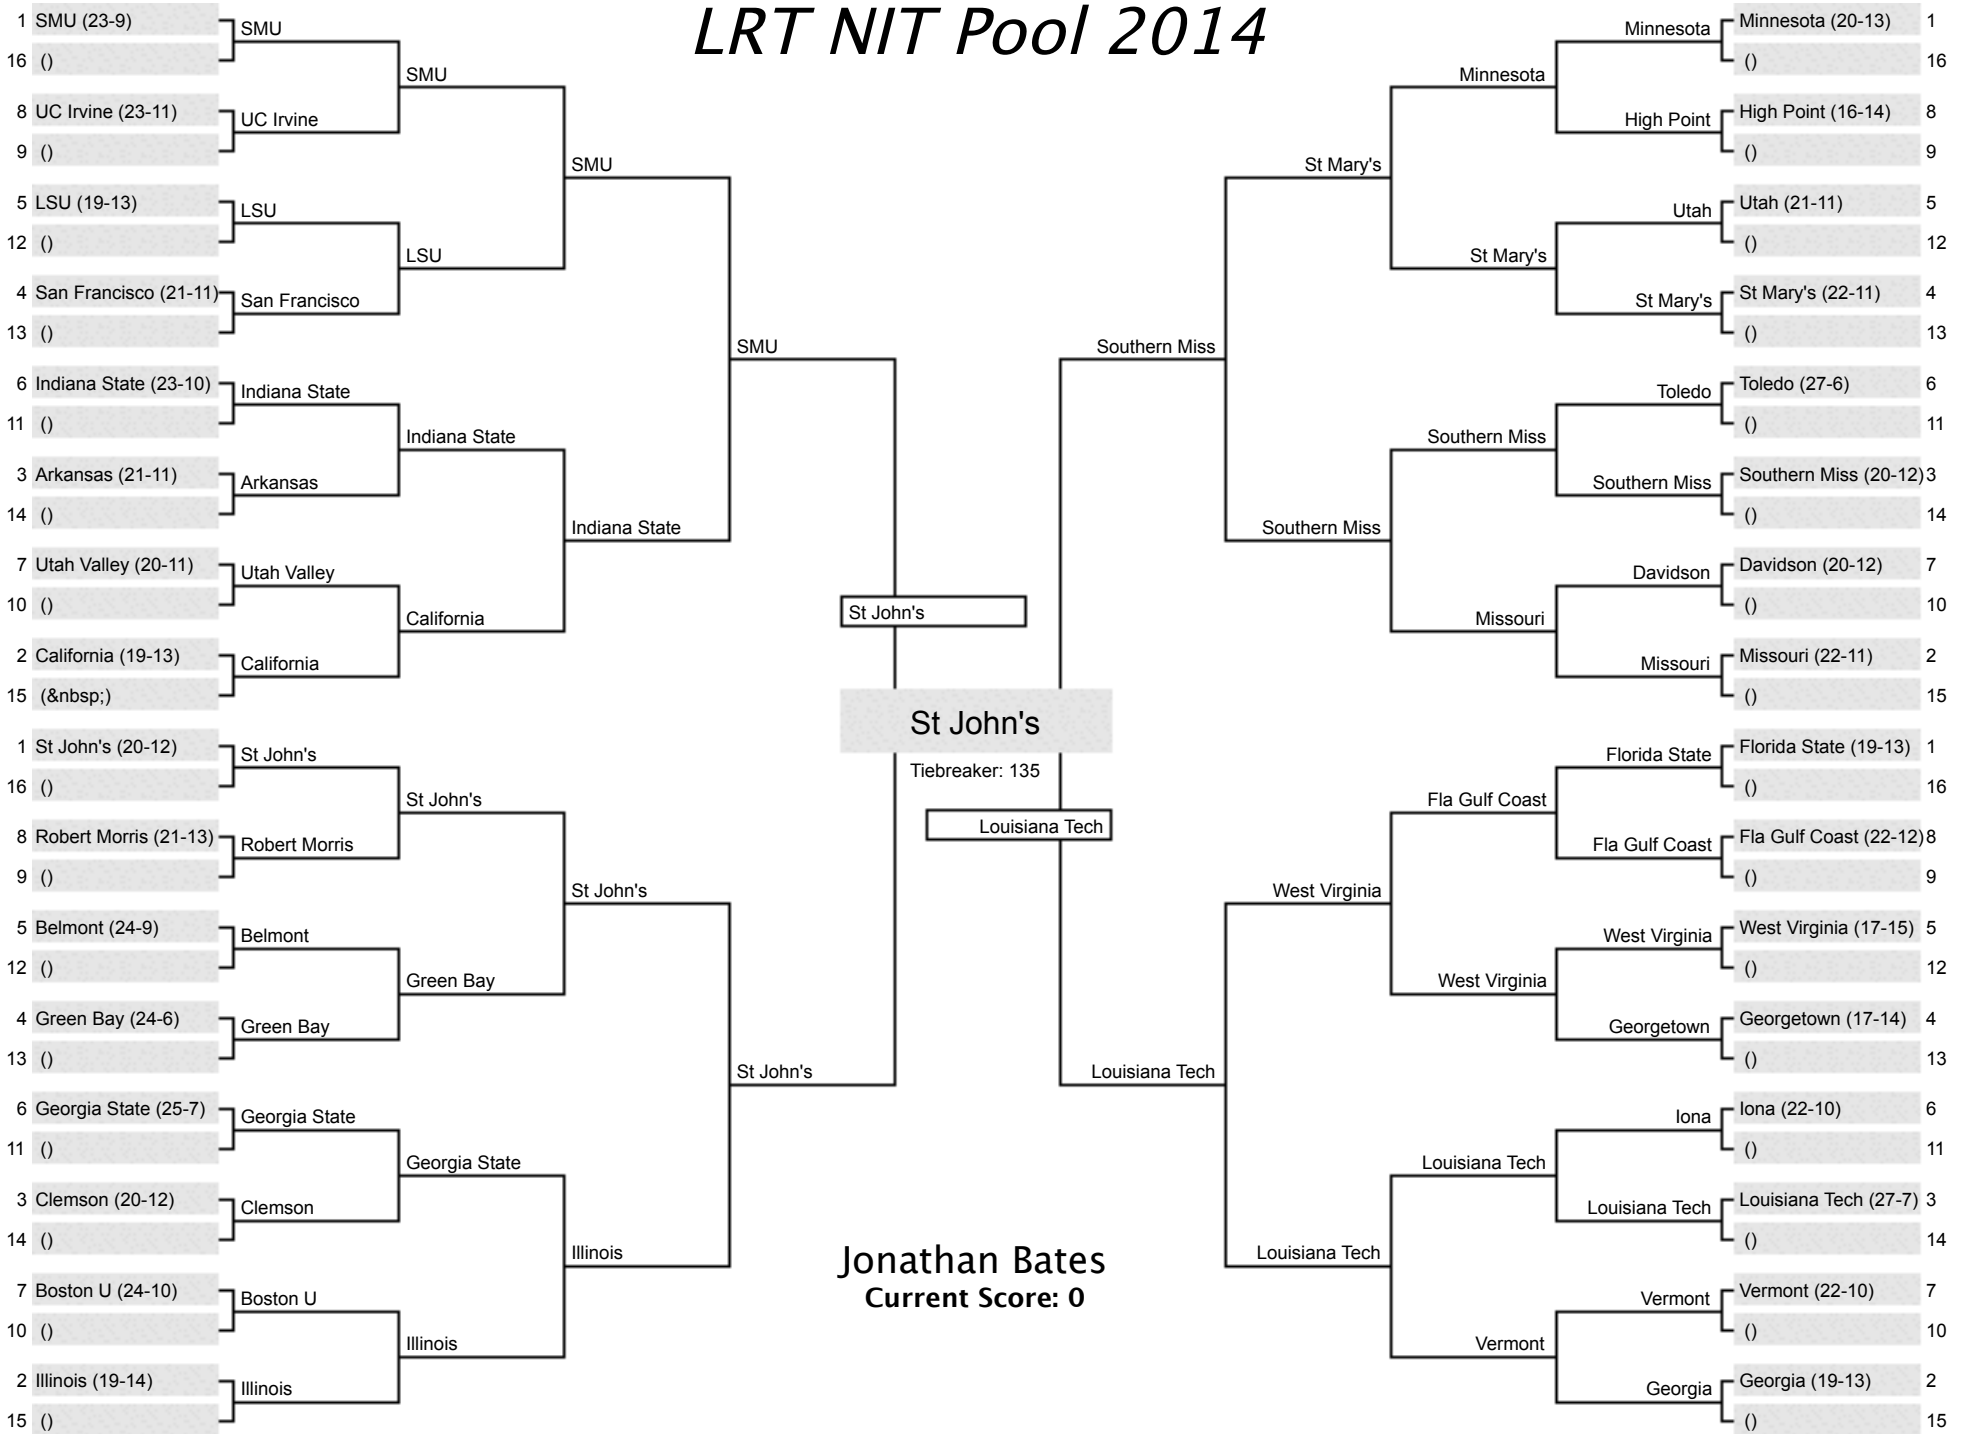 LRT NIT Pool 2014
1 SMU (23-9)
16 ()
8 UC Irvine (23-11)
9 ()
5 LSU (19-13)
12 ()
4 San Francisco (21-11)
13 ()
6 Indiana State (23-10)
11 ()
3 Arkansas (21-11)
14 ()
7 Utah Valley (20-11)
10 ()
2 California (19-13)
15 (&nbsp;)
1 St John's (20-12)
16 ()
8 Robert Morris (21-13)
9 ()
5 Belmont (24-9)
12 ()
4 Green Bay (24-6)
13 ()
6 Georgia State (25-7)
11 ()
3 Clemson (20-12)
14 ()
7 Boston U (24-10)
10 ()
2 Illinois (19-14)
15 ()
SMU
UC Irvine
LSU
San Francisco
Indiana State
Arkansas
Utah Valley
California
St John's
Robert Morris
Belmont
Green Bay
Georgia State
Clemson
Boston U
Illinois
SMU
LSU
Indiana State
California
St John's
Green Bay
Georgia State
Illinois
SMU
Indiana State
St John's
Illinois
SMU
St John's
St John's
St John's
Tiebreaker: 135
Louisiana Tech
Jonathan Bates
Current Score: 0
Southern Miss
Louisiana Tech
St Mary's
Southern Miss
West Virginia
Louisiana Tech
Minnesota
St Mary's
Southern Miss
Missouri
Fla Gulf Coast
West Virginia
Louisiana Tech
Vermont
Minnesota
High Point
Utah
St Mary's
Toledo
Southern Miss
Davidson
Missouri
Florida State
Fla Gulf Coast
West Virginia
Georgetown
Iona
Louisiana Tech
Vermont
Georgia
Minnesota (20-13) 1
() 16
High Point (16-14) 8
() 9
Utah (21-11) 5
() 12
St Mary's (22-11) 4
() 13
Toledo (27-6) 6
() 11
Southern Miss (20-12) 3
() 14
Davidson (20-12) 7
() 10
Missouri (22-11) 2
() 15
Florida State (19-13) 1
() 16
Fla Gulf Coast (22-12) 8
() 9
West Virginia (17-15) 5
() 12
Georgetown (17-14) 4
() 13
Iona (22-10) 6
() 11
Louisiana Tech (27-7) 3
() 14
Vermont (22-10) 7
() 10
Georgia (19-13) 2
() 15